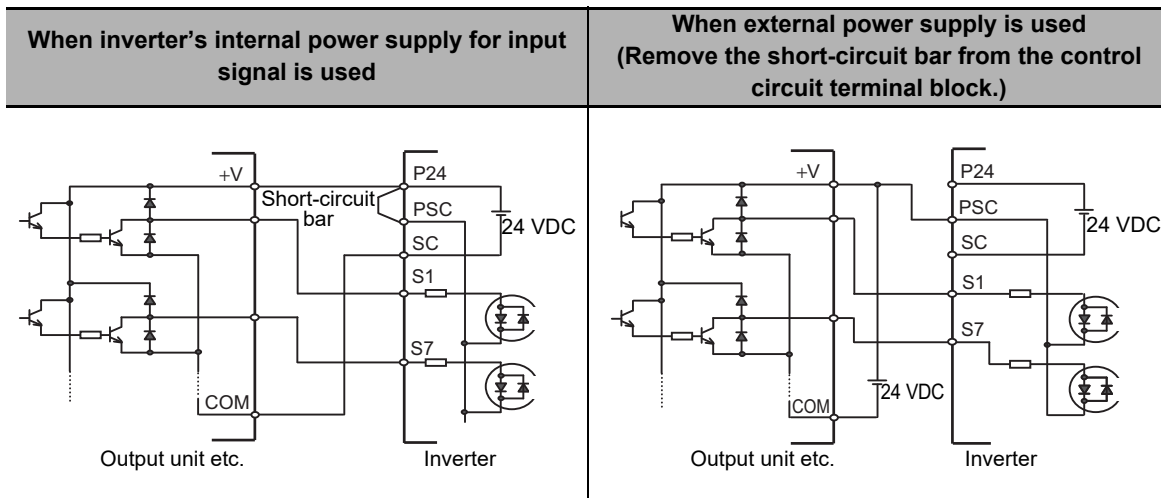 When inverter's internal power supply for input
signal is used
When external power supply is used
(Remove the short-circuit bar from the control
circuit terminal block.)
+V
Short-circuit
bar
P24
PSC
24 VDC
SC
S1
S7
COM
Output unit etc.
Inverter
+V
P24
PSC
24 VDC
SC
S1
S7
24 VDC
COM
Output unit etc.
Inverter